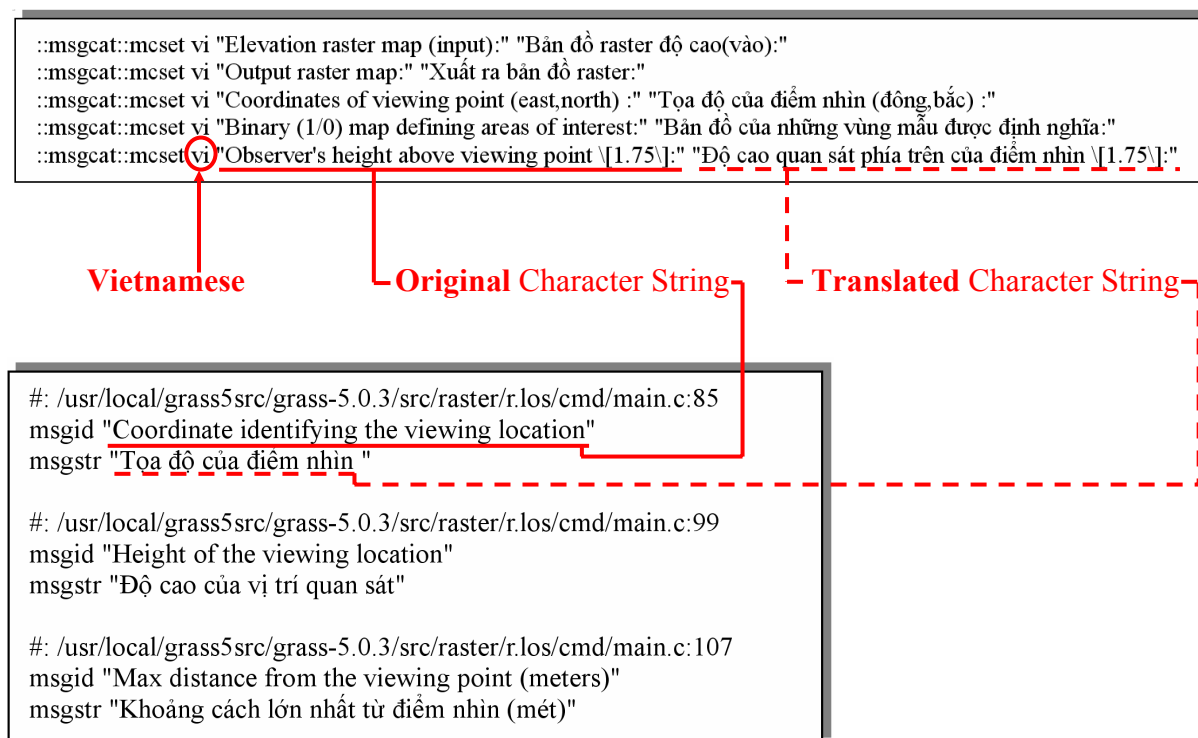 ::msgcat::mcset vi "Elevation raster map (input):" "Bản đồ raster độ cao(vào):"
::msgcat::mcset vi "Output raster map:" "Xuất ra bản đồ raster:"
::msgcat::mcset vi "Coordinates of viewing point (east,north) :" "Tọa độ của điểm nhìn (đông,bắc) :"
::msgcat::mcset vi "Binary (1/0) map defining areas of interest:" "Bản đồ của những vùng mẫu được định nghĩa:"
::msgcat::mcset vi "Observer's height above viewing point \[1.75\]:" "Độ cao quan sát phía trên của điểm nhìn \[1.75\]:"
Vietnamese Original Character String Translated Character String
#: /usr/local/grass5src/grass-5.0.3/src/raster/r.los/cmd/main.c:85
msgid "Coordinate identifying the viewing location"
msgstr "Tọa độ của điểm nhìn "
#: /usr/local/grass5src/grass-5.0.3/src/raster/r.los/cmd/main.c:99
msgid "Height of the viewing location"
msgstr "Độ cao của vị trí quan sát"
#: /usr/local/grass5src/grass-5.0.3/src/raster/r.los/cmd/main.c:107
msgid "Max distance from the viewing point (meters)"
msgstr "Khoảng cách lớn nhất từ điểm nhìn (mét)"